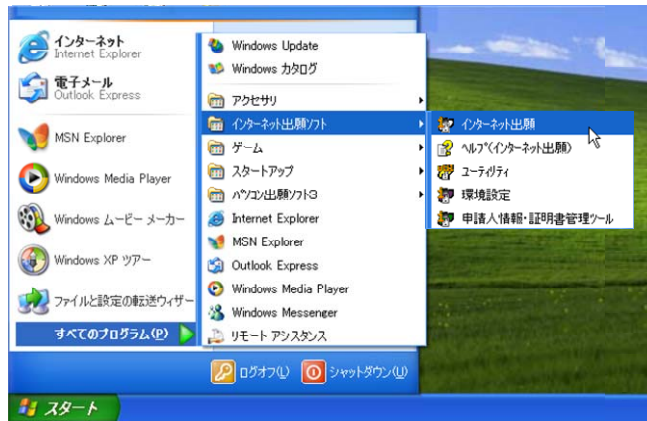 インターネット
Internet Explorer
電子メール
Outlook Express
MSN Explorer
Windows Media Player
Windows ムービー メーカー
Windows XP ツアー
ファイルと設定の転送ウィザー
すべてのプログラム(P)
Windows Update
Windows カタログ
アクセサリ
インターネット出願ソフト
ゲーム
スタートアップ
パソコン出願ソフト3
Internet Explorer
MSN Explorer
Outlook Express
Windows Media Player
Windows Messenger
リモート アシスタンス
インターネット出願
ヘルプ(インターネット出願)
ユーティリティ
環境設定
申請人情報・証明書管理ツール
ログオフ(L)
シャットダウン(U)
スタート